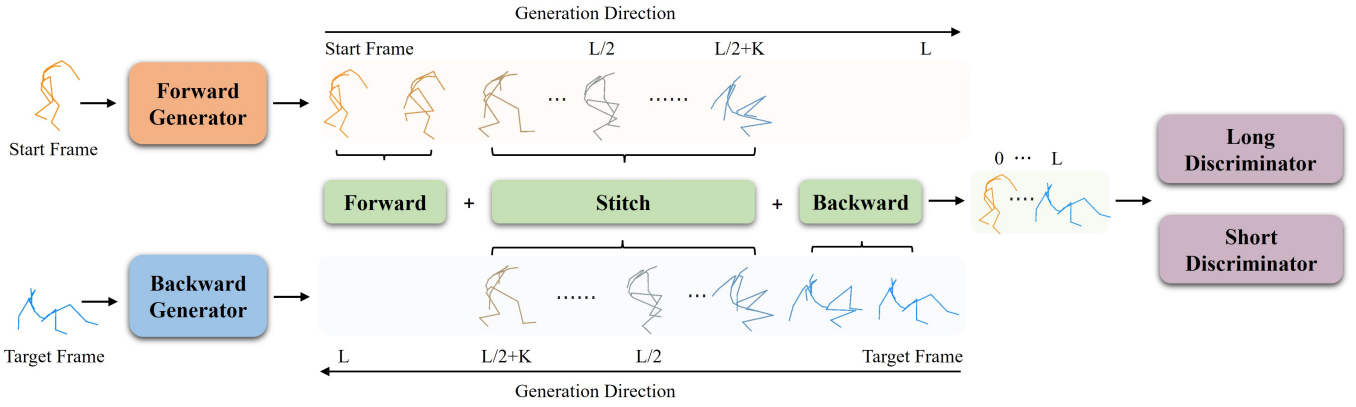 Generation Direction
Start Frame L/2 L/2+K L
Forward
Generator
Start Frame
0 ... L
Long
Discriminator
Forward + Stitch + Backward
Short
Discriminator
Backward
Generator
Target Frame
L L/2+K L/2 Target Frame
Generation Direction